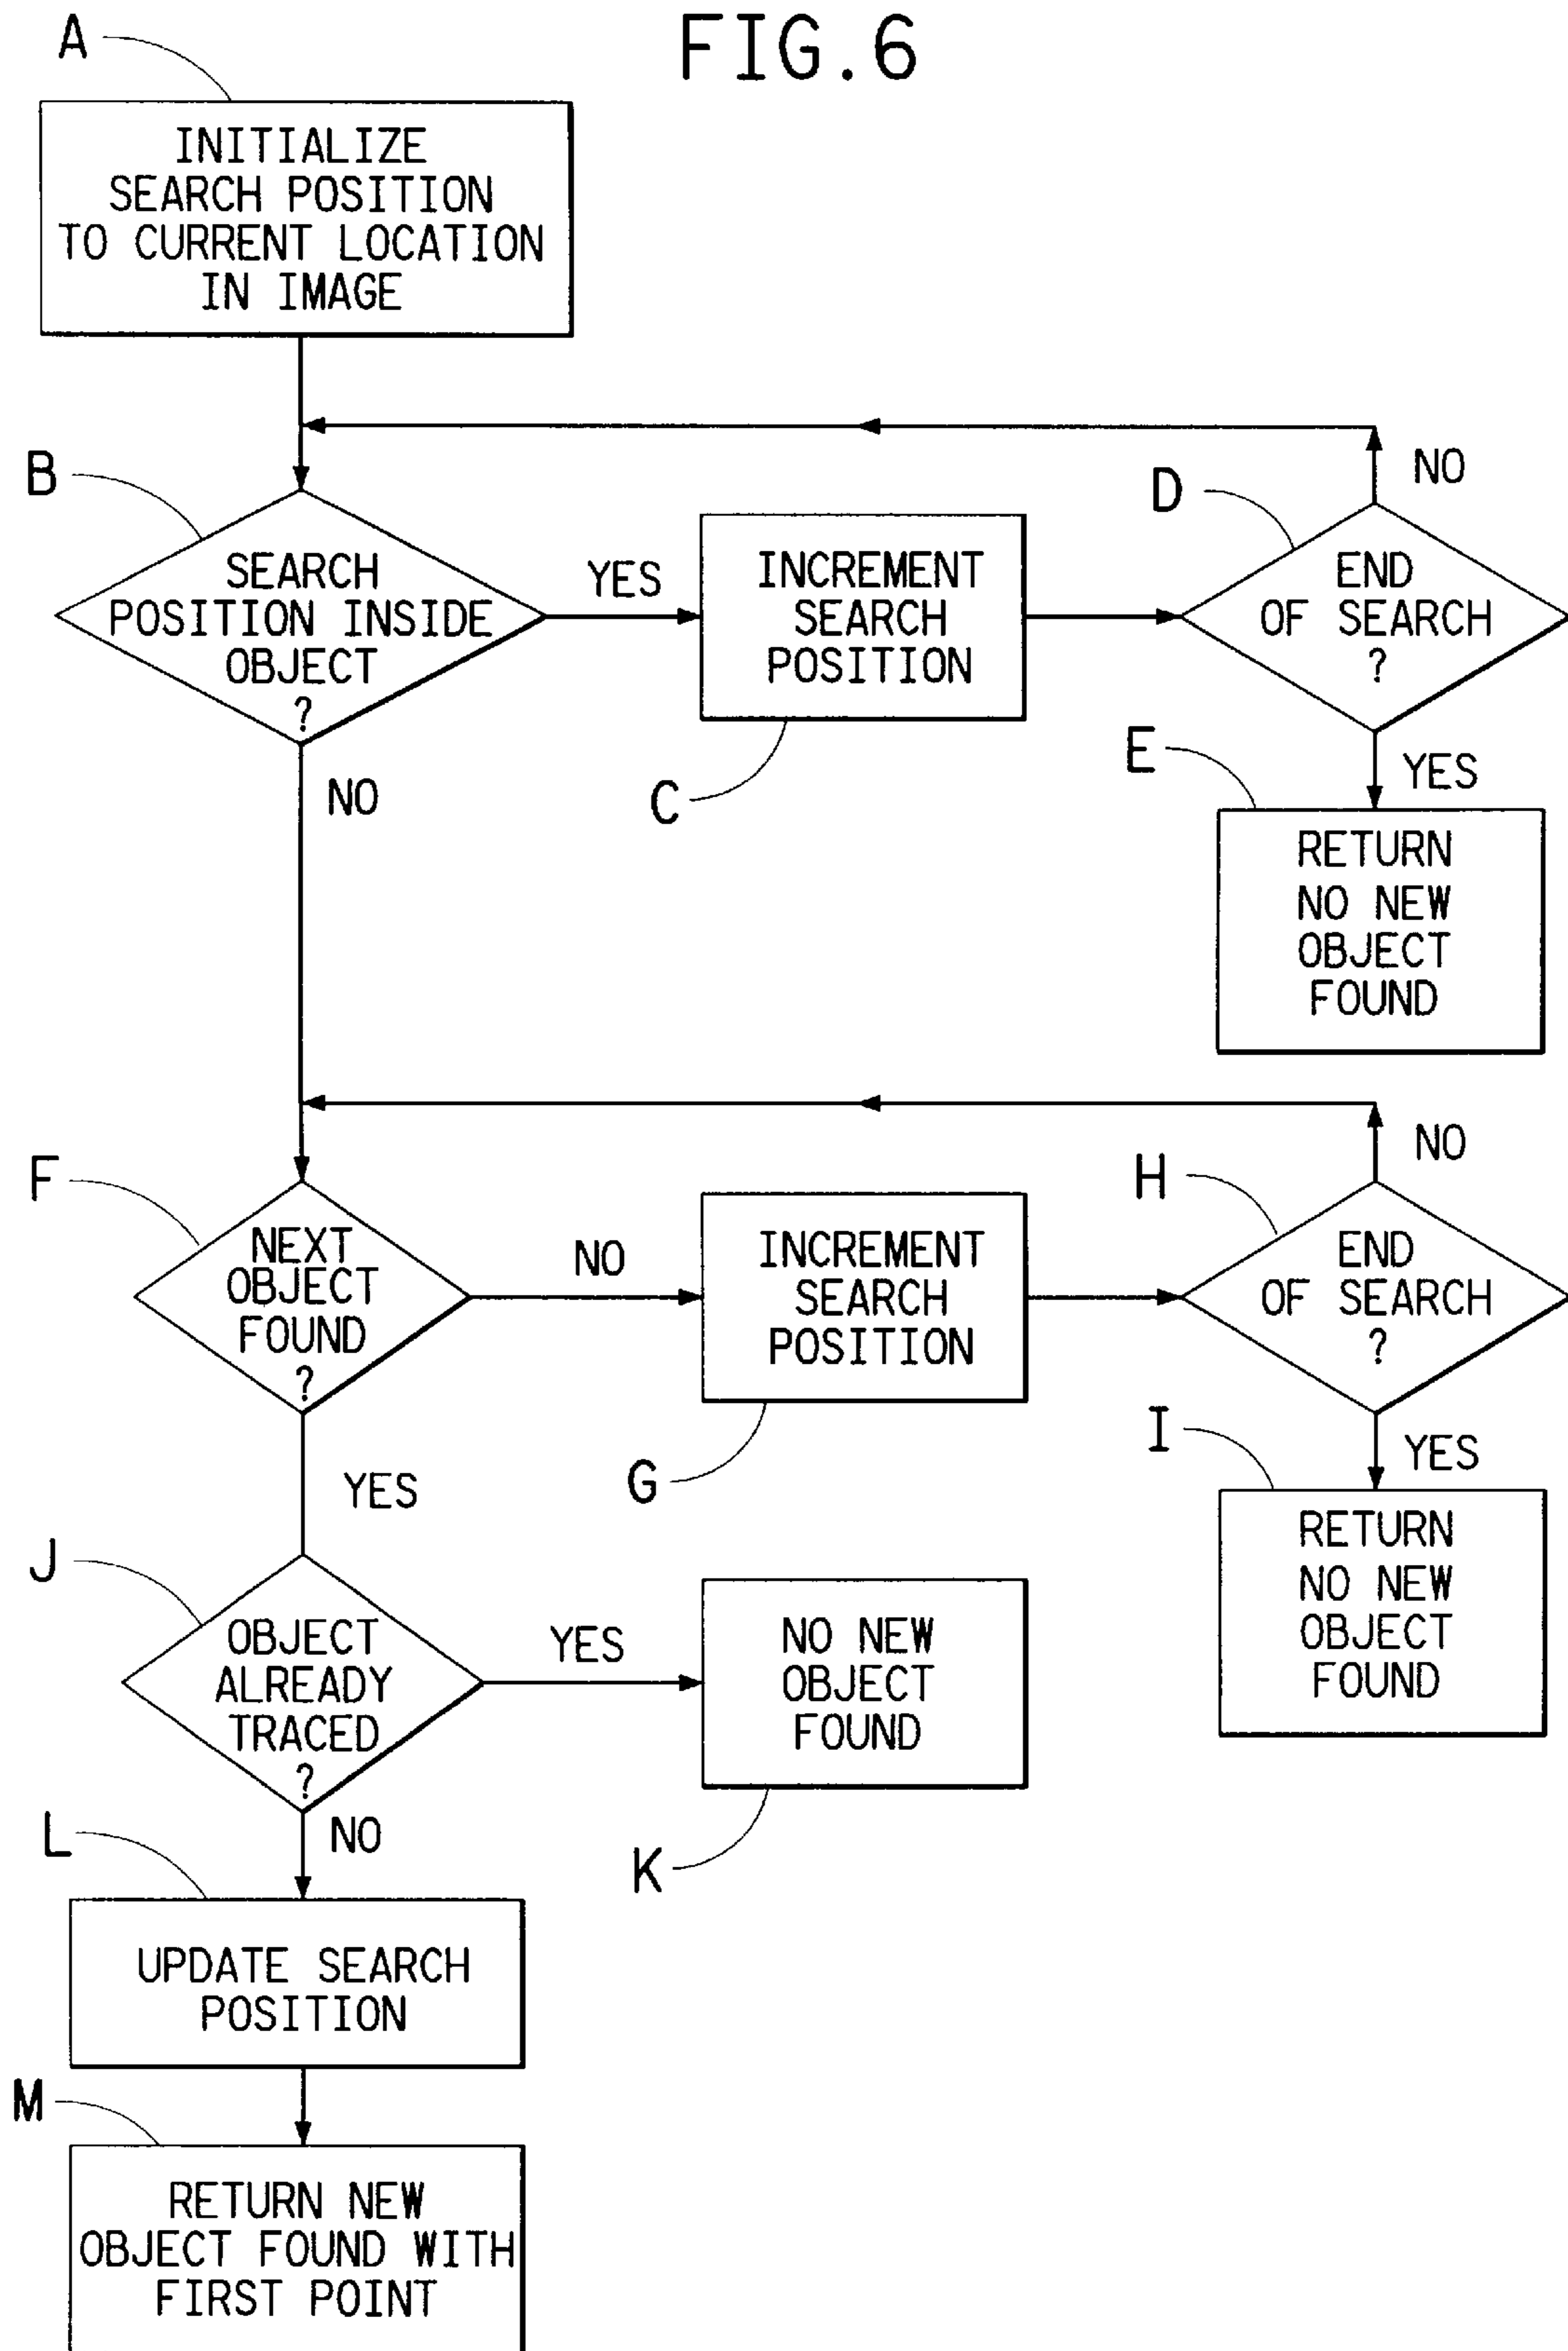 FIG.6
A
INITIALIZE
SEARCH POSITION
TO CURRENT LOCATION
IN IMAGE
B
SEARCH
POSITION INSIDE
OBJECT
?
YES
NO
INCREMENT
SEARCH
POSITION
C
D
END
OF SEARCH
?
NO
YES
E
RETURN
NO NEW
OBJECT
FOUND
F
NEXT
OBJECT
FOUND
?
NO
YES
INCREMENT
SEARCH
POSITION
G
H
END
OF SEARCH
?
NO
YES
I
RETURN
NO NEW
OBJECT
FOUND
J
OBJECT
ALREADY
TRACED
?
YES
NO
NO NEW
OBJECT
FOUND
K
L
UPDATE SEARCH
POSITION
M
RETURN NEW
OBJECT FOUND WITH
FIRST POINT